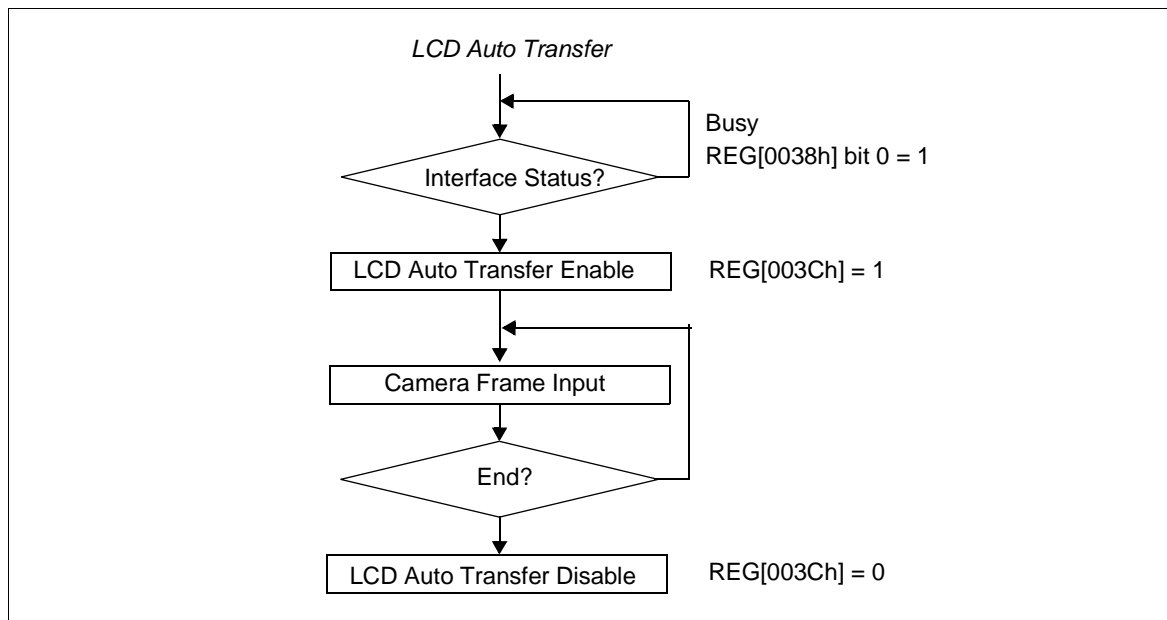 LCD Auto Transfer
Busy
REG[0038h] bit 0 = 1
Interface Status?
LCD Auto Transfer Enable
REG[003Ch] = 1
Camera Frame Input
End?
LCD Auto Transfer Disable
REG[003Ch] = 0